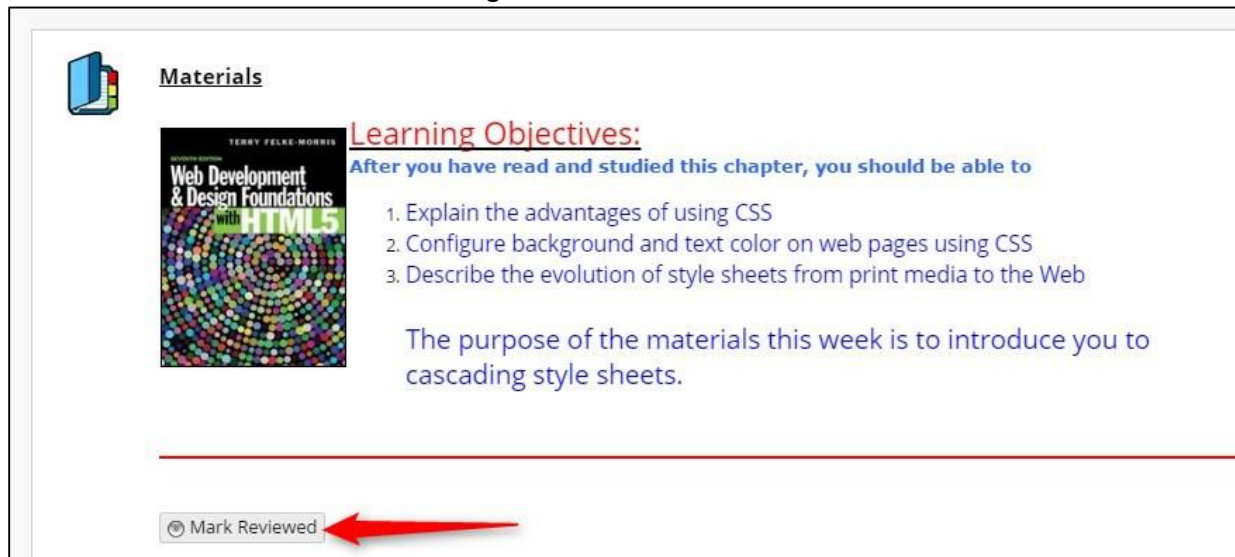 Materials
TERRY FELKE-MORRIS
SEVENTH EDITION
Web Development
& Design Foundations
with HTML5
Learning Objectives:
After you have read and studied this chapter, you should be able to
1. Explain the advantages of using CSS
2. Configure background and text color on web pages using CSS
3. Describe the evolution of style sheets from print media to the Web
The purpose of the materials this week is to introduce you to
cascading style sheets.
Mark Reviewed